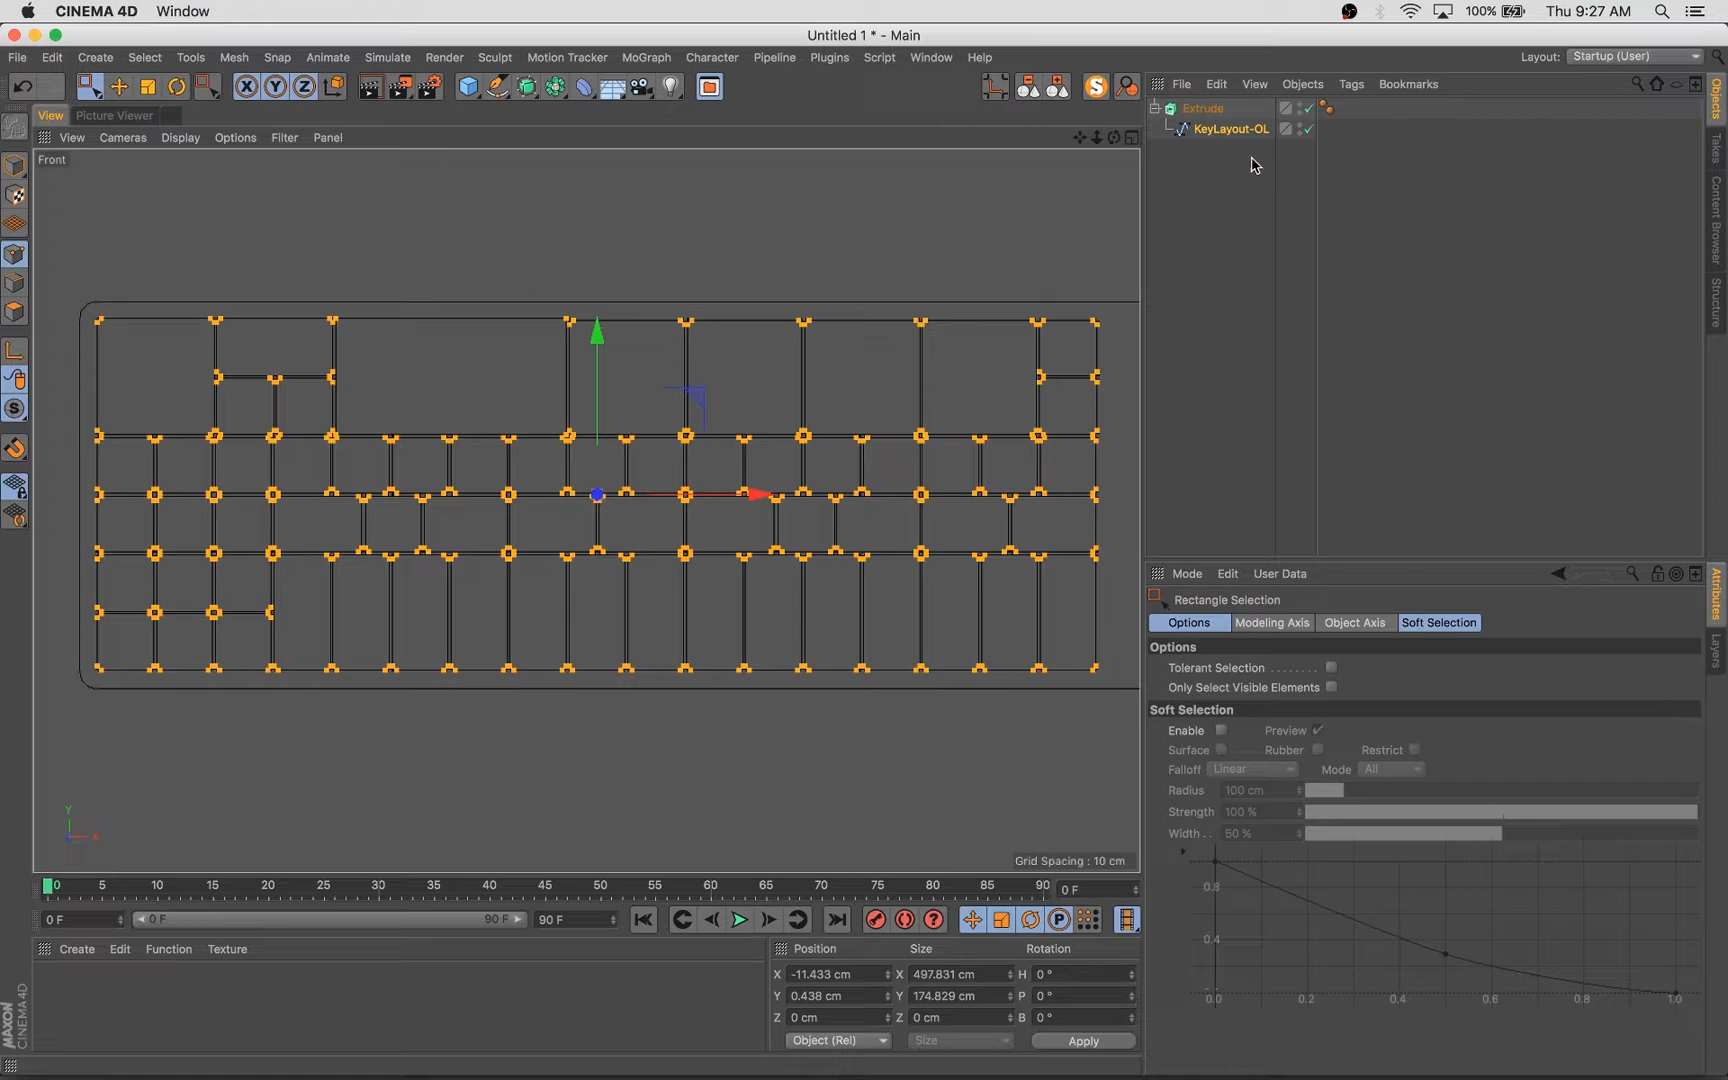 CINEMA 4D Window 100% Thu 9:27 AM
Untitled 1 * - Main
File Edit Create Select Tools Mesh Snap Animate Simulate Render Sculpt Motion Tracker MoGraph Character Pipeline Plugins Script Window Help Layout: Startup (User)
X Y Z S
File Edit View Objects Tags Bookmarks
View Picture Viewer
View Cameras Display Options Filter Panel
Front
Extrude
KeyLayout-OL
Objects
Takes
Content Browser
Structure
S
Y
X
Grid Spacing : 10 cm
Mode Edit User Data
Rectangle Selection
Options Modeling Axis Object Axis Soft Selection
Options
Tolerant Selection
Only Select Visible Elements
Soft Selection
Enable Preview
Surface Rubber Restrict
Falloff Linear Mode All
Radius 100 cm
Strength 100 %
Width . . 50 %
0.8
0.4
0.0 0.2 0.4 0.6 0.8 1.0
Attributes
Layers
0 5 10 15 20 25 30 35 40 45 50 55 60 65 70 75 80 85 90 0 F
0 F 0 F 90 F 90 F P
Create Edit Function Texture
Position Size Rotation
X -11.433 cm X 497.831 cm H 0 °
Y 0.438 cm Y 174.829 cm P 0 °
Z 0 cm Z 0 cm B 0 °
Object (Rel) Size Apply
MAXON
CINEMA 4D